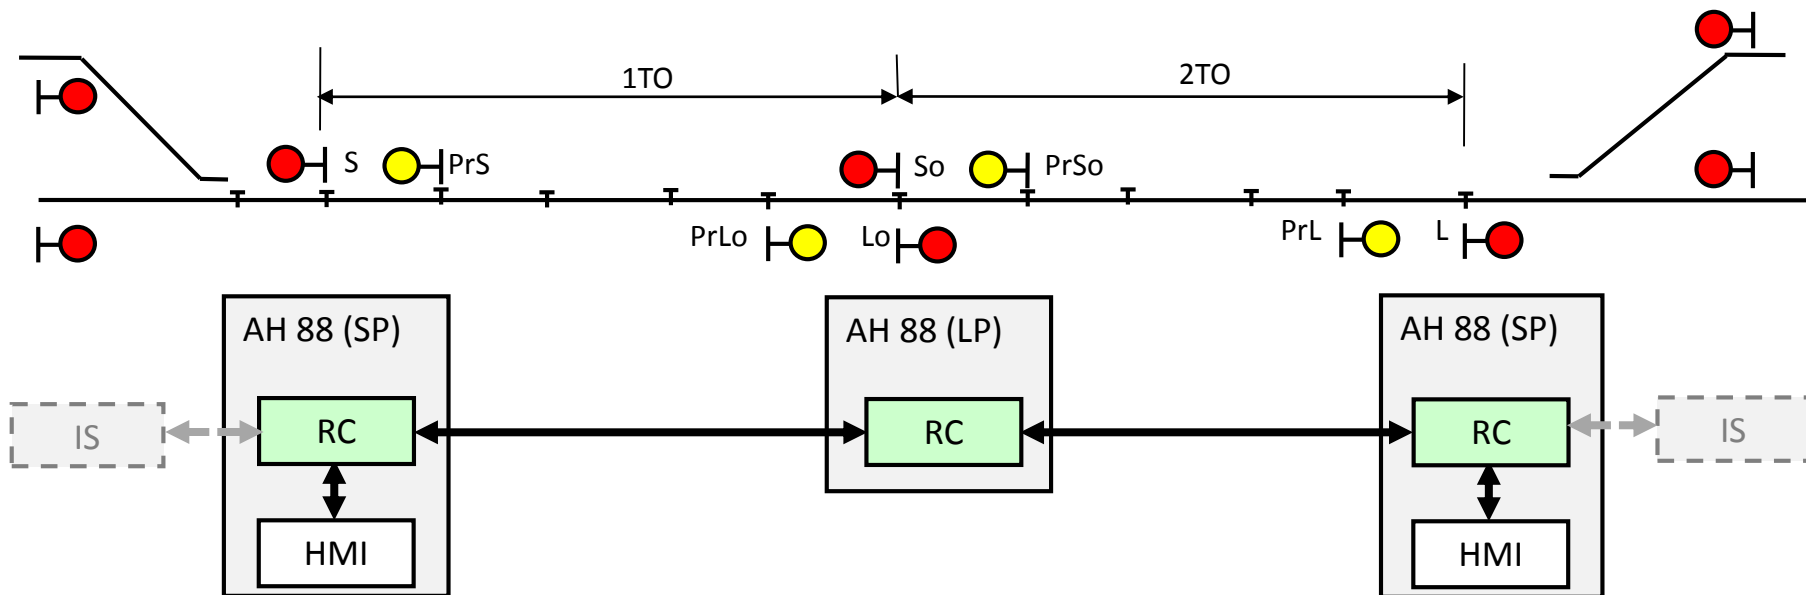 1TO
2TO
S
PrS
So
PrSo
PrLo
Lo
PrL
L
AH 88 (SP)
AH 88 (LP)
AH 88 (SP)
IS
RC
RC
RC
IS
HMI
HMI